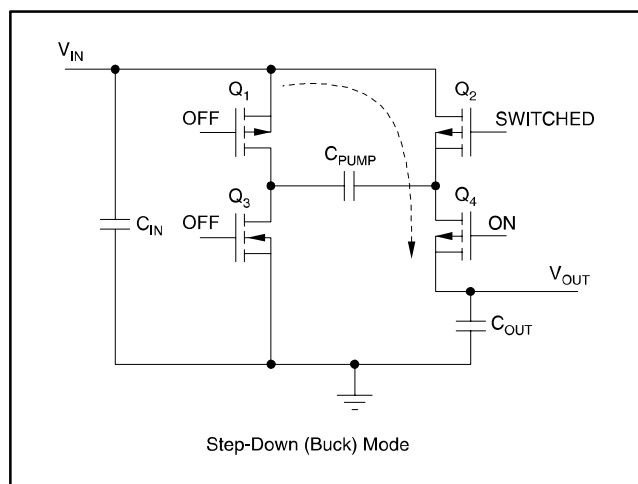 V_IN
Q_1
Q_2
OFF
SWITCHED
C_PUMP
Q_3
Q_4
OFF
ON
C_IN
V_OUT
C_OUT
Step-Down (Buck) Mode